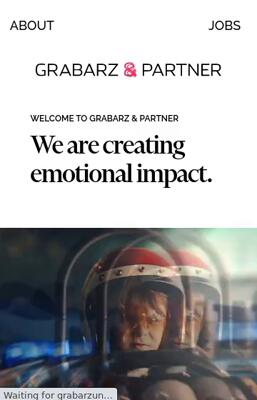 ABOUT
JOBS
GRABARZ & PARTNER
WELCOME TO GRABARZ & PARTNER
We are creating
emotional impact.
Waiting for grabarzun...